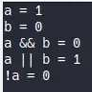 a = 1
b = 0
a && b = 0
a || b = 1
!a = 0